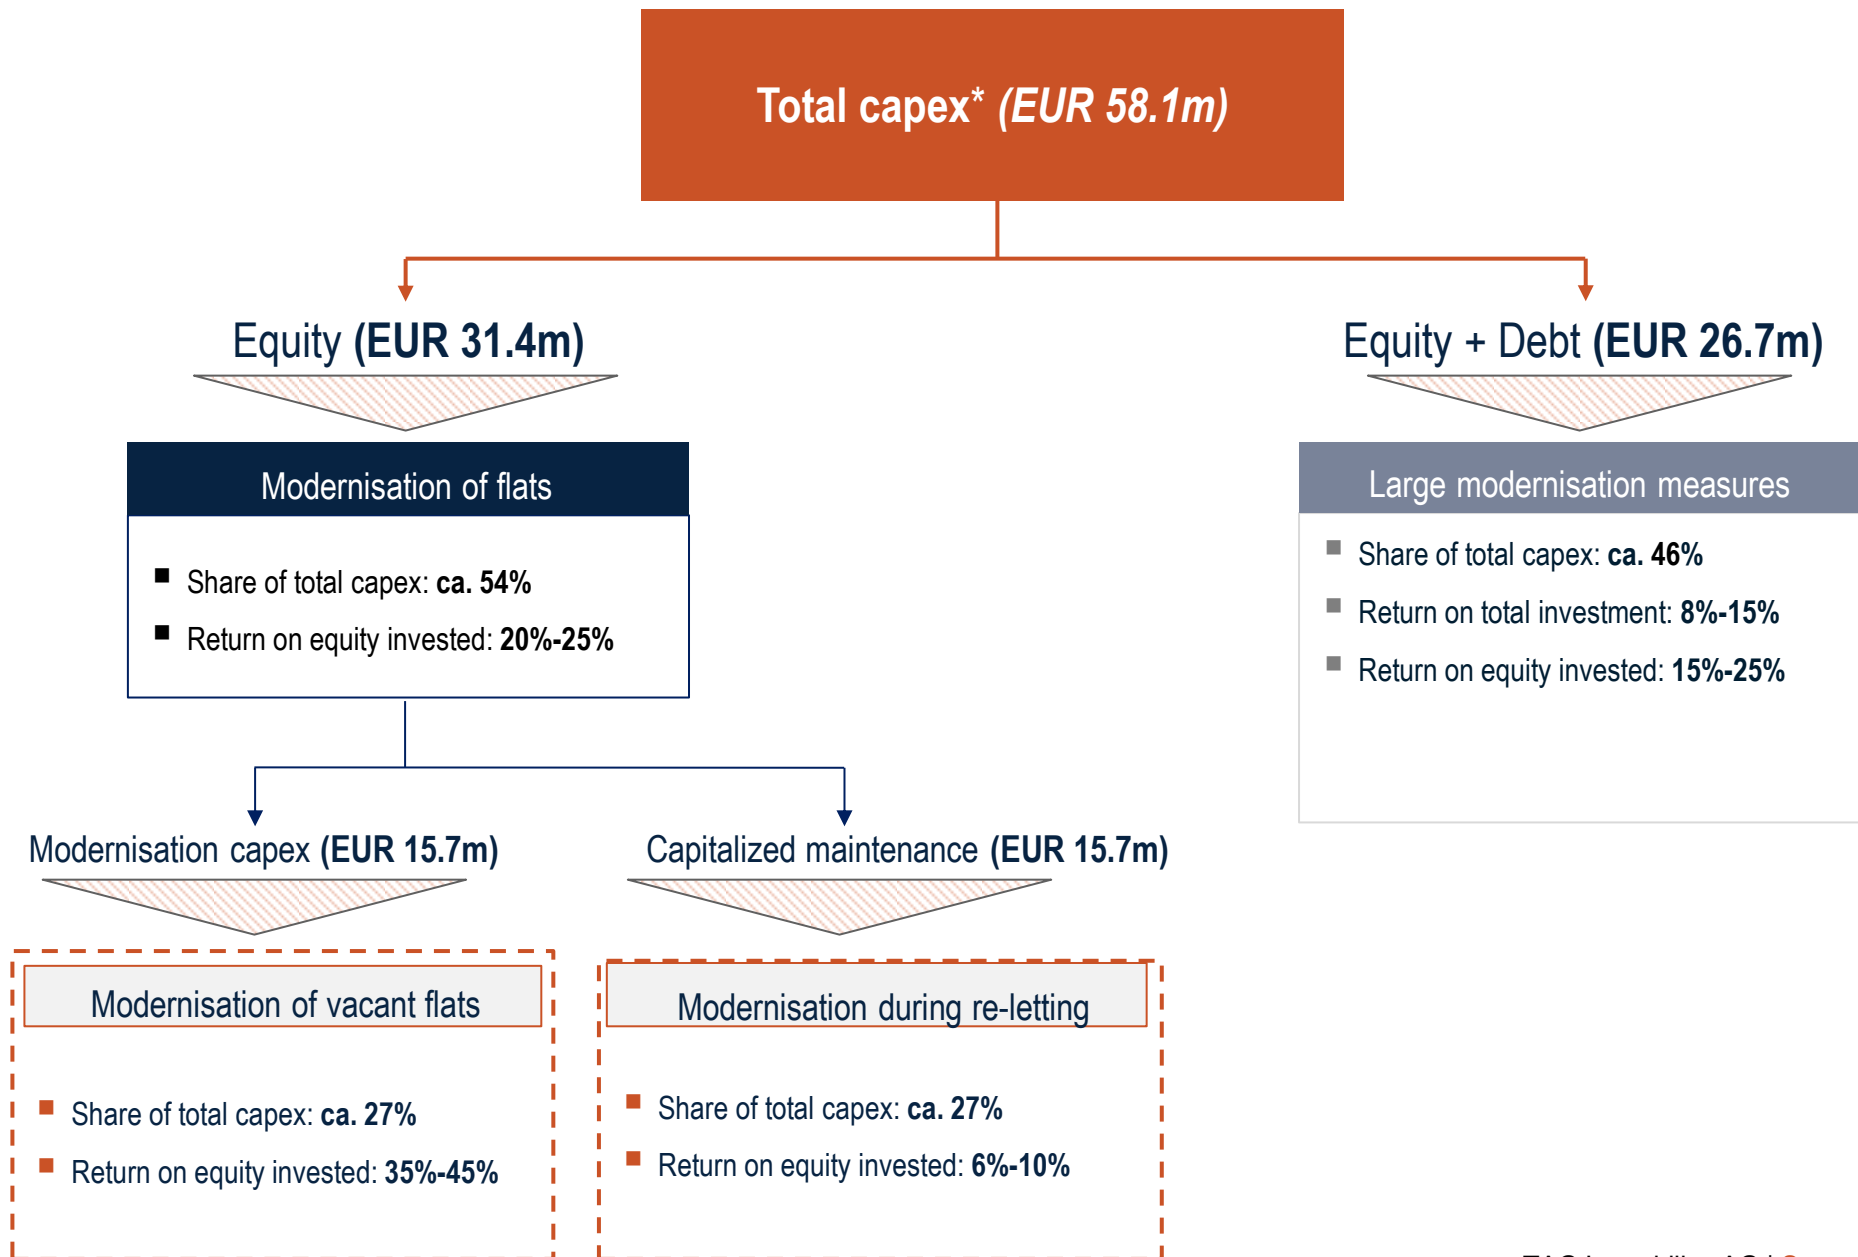 Total capex* (EUR 58.1m)
Equity (EUR 31.4m)
Equity + Debt (EUR 26.7m)
Modernisation of flats
▪ Share of total capex: ca. 54%
▪ Return on equity invested: 20%-25%
Large modernisation measures
▪ Share of total capex: ca. 46%
▪ Return on total investment: 8%-15%
▪ Return on equity invested: 15%-25%
Modernisation capex (EUR 15.7m)
Capitalized maintenance (EUR 15.7m)
Modernisation of vacant flats
▪ Share of total capex: ca. 27%
▪ Return on equity invested: 35%-45%
Modernisation during re-letting
▪ Share of total capex: ca. 27%
▪ Return on equity invested: 6%-10%